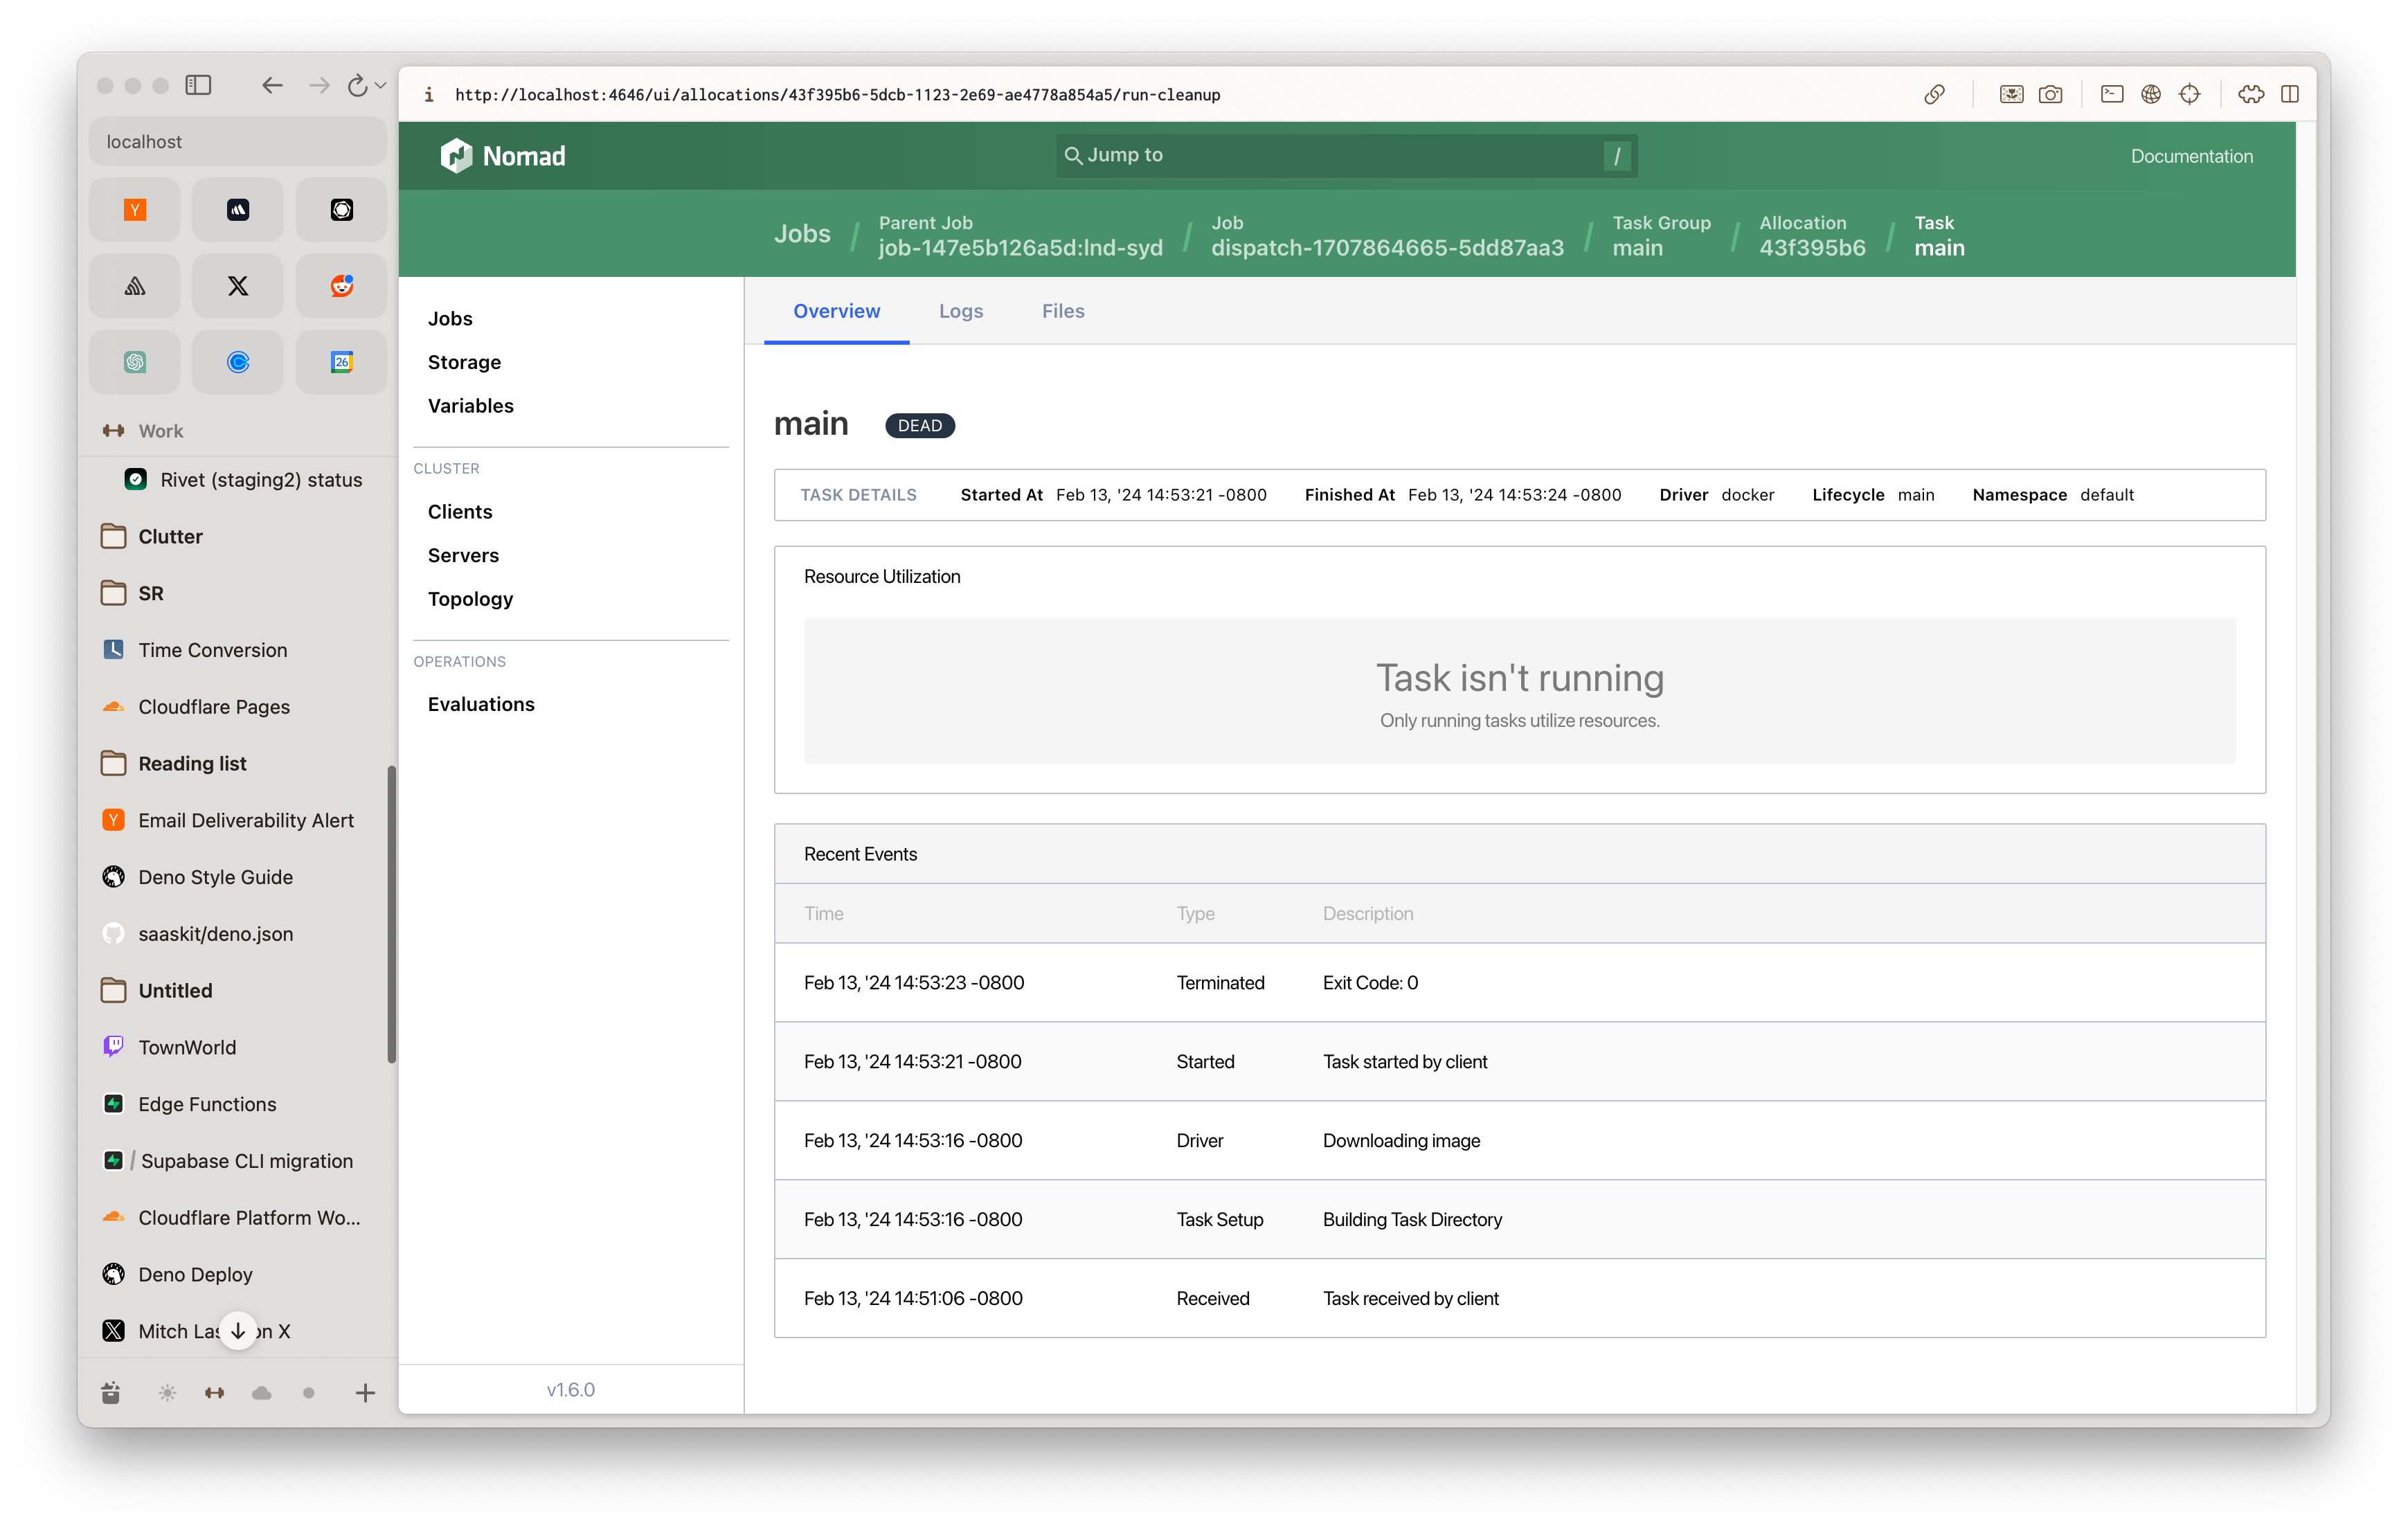 http://localhost:4646/ui/allocations/43f395b6-5dcb-1123-2e69-ae4778a854a5/run-cleanup
localhost
26
Work
Rivet (staging2) status
Clutter
SR
Time Conversion
Cloudflare Pages
Reading list
Email Deliverability Alert
Deno Style Guide
saaskit/deno.json
Untitled
TownWorld
Edge Functions
/ Supabase CLI migration
Cloudflare Platform Wo...
Deno Deploy
Mitch Las on X
Nomad
Jump to
/
Documentation
Jobs / Parent Job job-147e5b126a5d:lnd-syd / Job dispatch-1707864665-5dd87aa3 / Task Group main / Allocation 43f395b6 / Task main
Jobs
Storage
Variables
CLUSTER
Clients
Servers
Topology
OPERATIONS
Evaluations
v1.6.0
Overview Logs Files
main DEAD
TASK DETAILS Started At Feb 13, '24 14:53:21 -0800 Finished At Feb 13, '24 14:53:24 -0800 Driver docker Lifecycle main Namespace default
Resource Utilization
Task isn't running
Only running tasks utilize resources.
Recent Events
Time Type Description
Feb 13, '24 14:53:23 -0800 Terminated Exit Code: 0
Feb 13, '24 14:53:21 -0800 Started Task started by client
Feb 13, '24 14:53:16 -0800 Driver Downloading image
Feb 13, '24 14:53:16 -0800 Task Setup Building Task Directory
Feb 13, '24 14:51:06 -0800 Received Task received by client